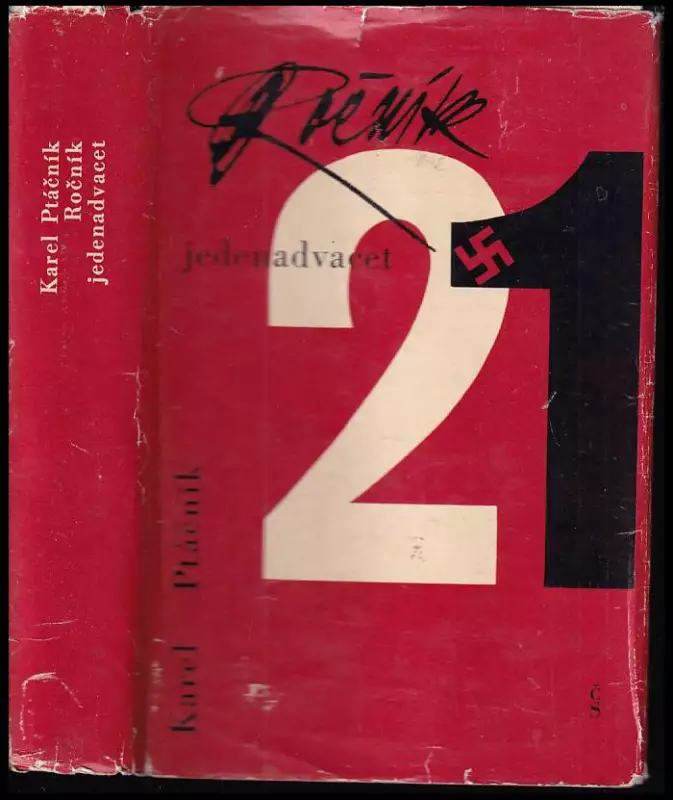 Karel Ptáčník
Ročník
jedenadvacet
Ročník
21
jedenadvacet
Karel Ptáčník